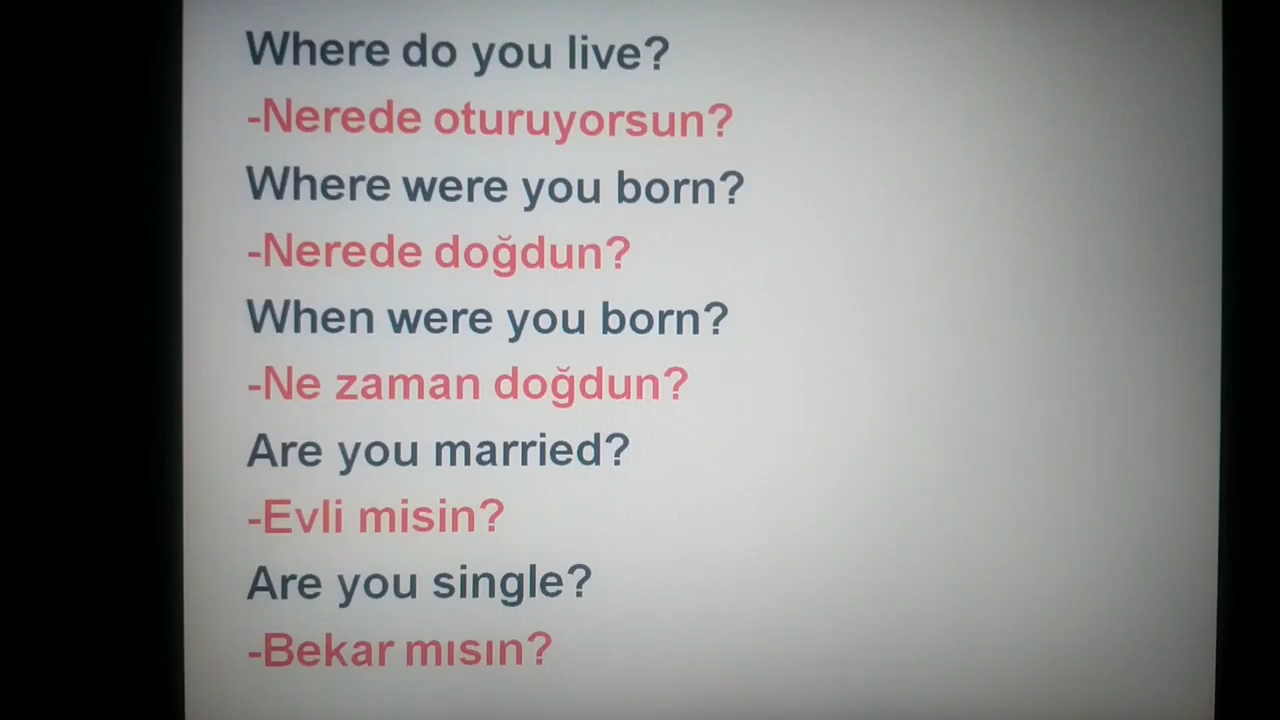 Where do you live?
-Nerede oturuyorsun?
Where were you born?
-Nerede doğdun?
When were you born?
-Ne zaman doğdun?
Are you married?
-Evli misin?
Are you single?
-Bekar mısın?